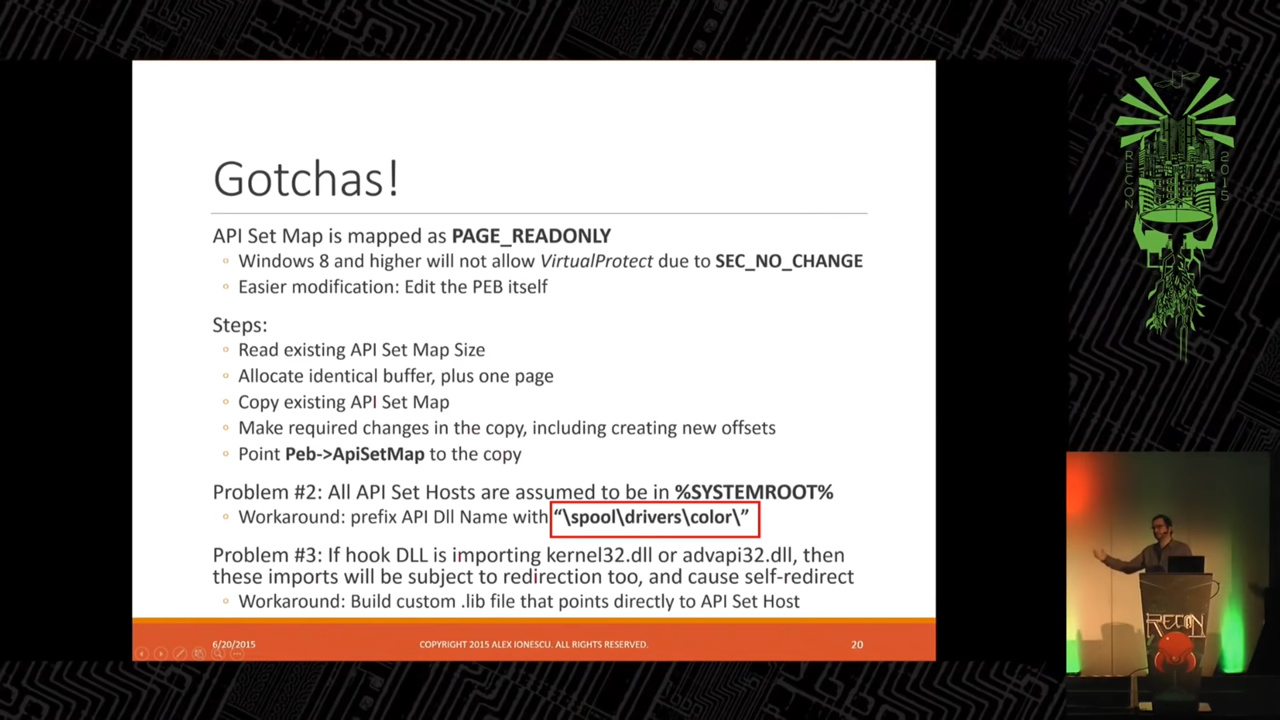 Gotchas!
API Set Map is mapped as PAGE_READONLY
Windows 8 and higher will not allow VirtualProtect due to SEC_NO_CHANGE
Easier modification: Edit the PEB itself
Steps:
Read existing API Set Map Size
Allocate identical buffer, plus one page
Copy existing API Set Map
Make required changes in the copy, including creating new offsets
Point Peb->ApiSetMap to the copy
Problem #2: All API Set Hosts are assumed to be in %SYSTEMROOT%
Workaround: prefix API Dll Name with “\spool\drivers\color\”
Problem #3: If hook DLL is importing kernel32.dll or advapi32.dll, then
these imports will be subject to redirection too, and cause self-redirect
Workaround: Build custom .lib file that points directly to API Set Host
6/20/2015
COPYRIGHT 2015 ALEX IONESCU. ALL RIGHTS RESERVED.
20
RECON
2015
RECON